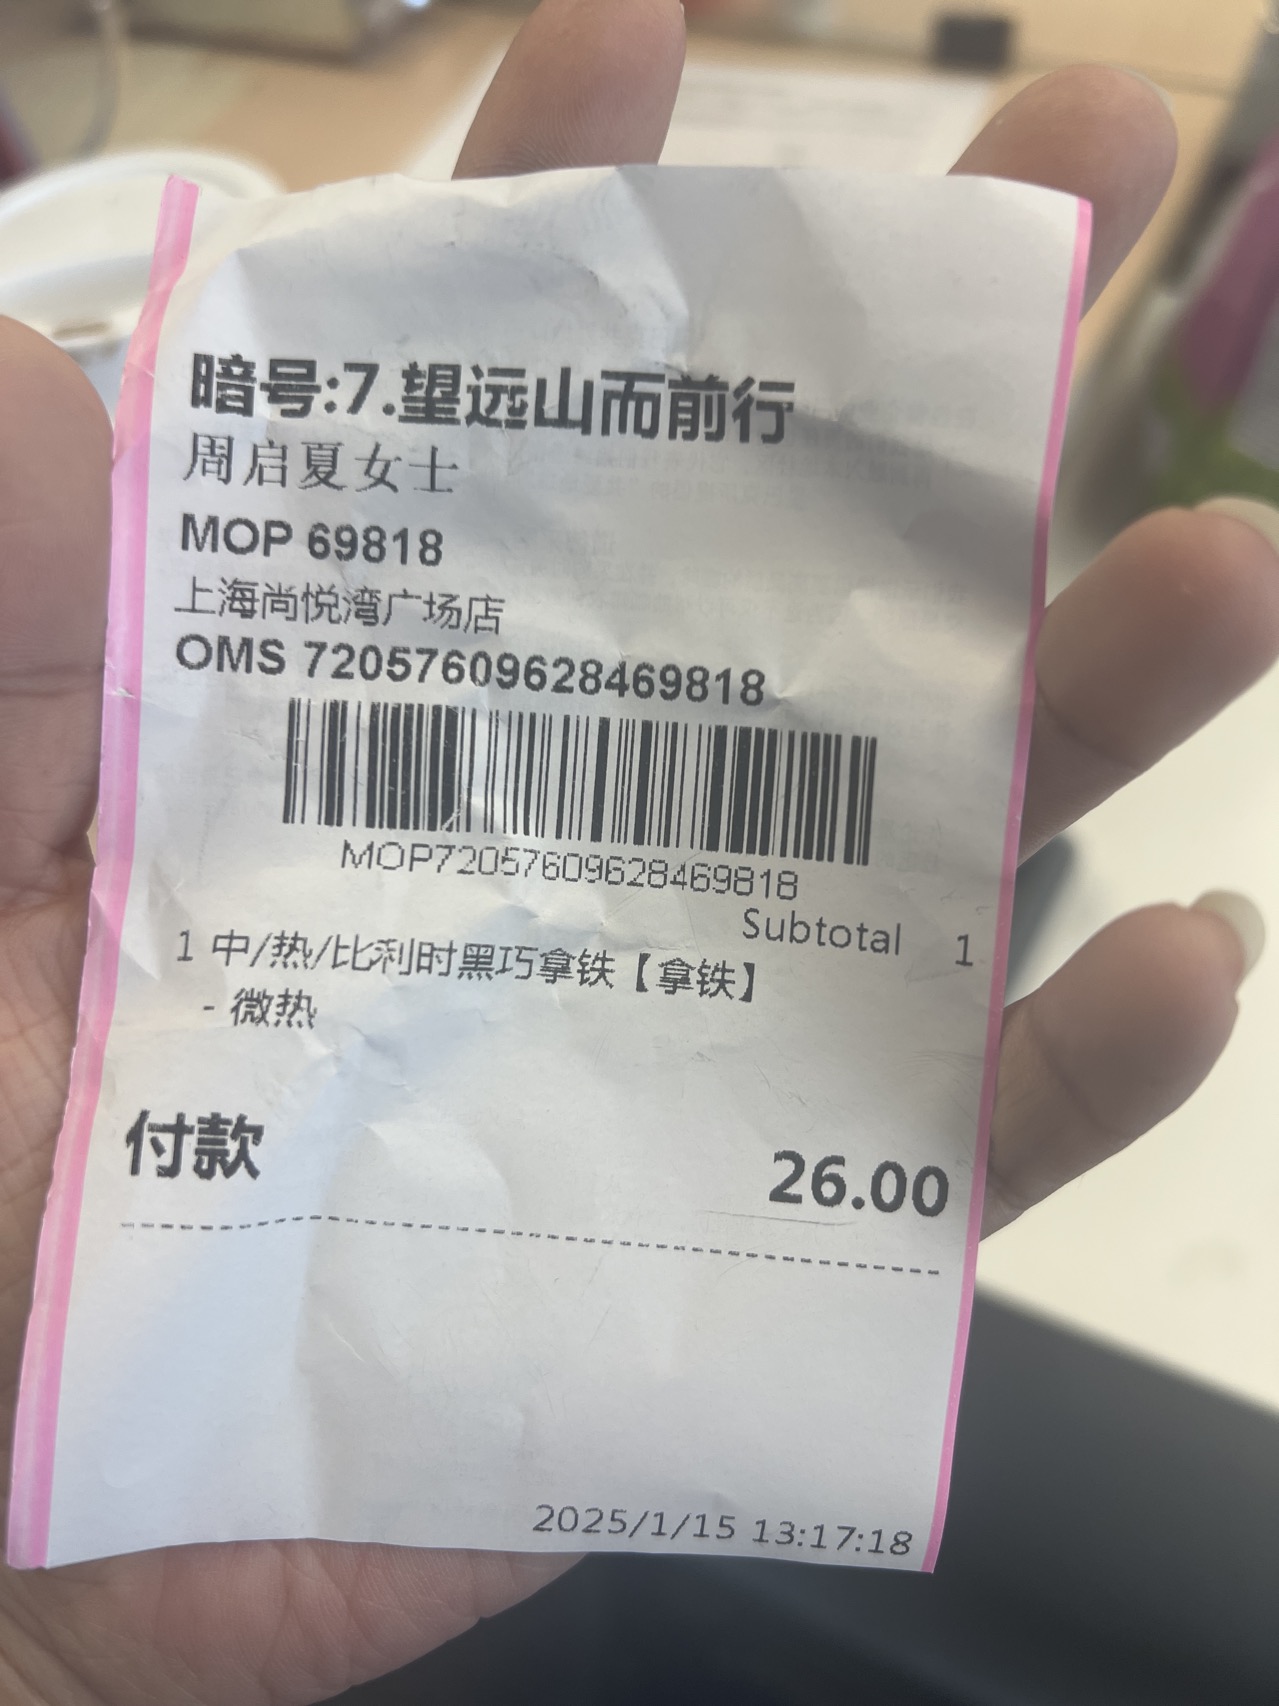 暗号:7.望远山而前行
周启夏女士
MOP 69818
上海尚悦湾广场店
OMS 72057609628469818
MOP72057609628469818
Subtotal 1
1 中/热/比利时黑巧拿铁【拿铁】
- 微热
付款 26.00
2025/1/15 13:17:18